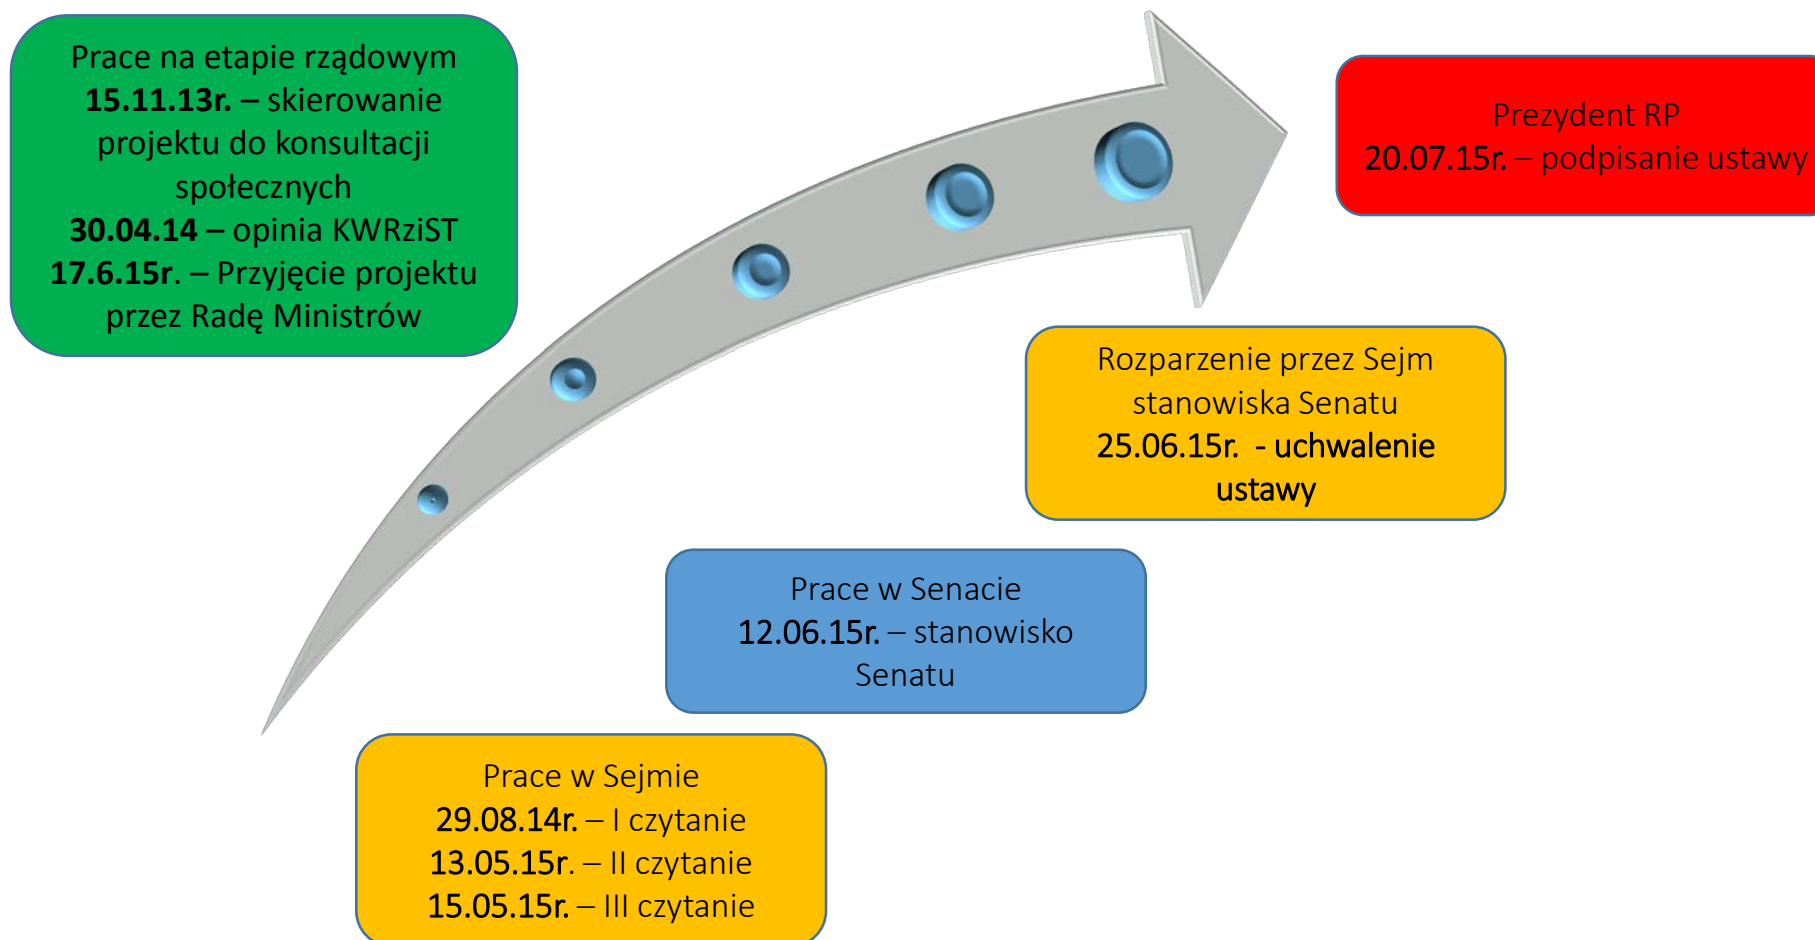 Prace na etapie rządowym
15.11.13r. – skierowanie
projektu do konsultacji
społecznych
30.04.14 – opinia KWRziST
17.6.15r. – Przyjęcie projektu
przez Radę Ministrów
Prezydent RP
20.07.15r. – podpisanie ustawy
Rozparzenie przez Sejm
stanowiska Senatu
25.06.15r. - uchwalenie
ustawy
Prace w Senacie
12.06.15r. – stanowisko
Senatu
Prace w Sejmie
29.08.14r. – I czytanie
13.05.15r. – II czytanie
15.05.15r. – III czytanie